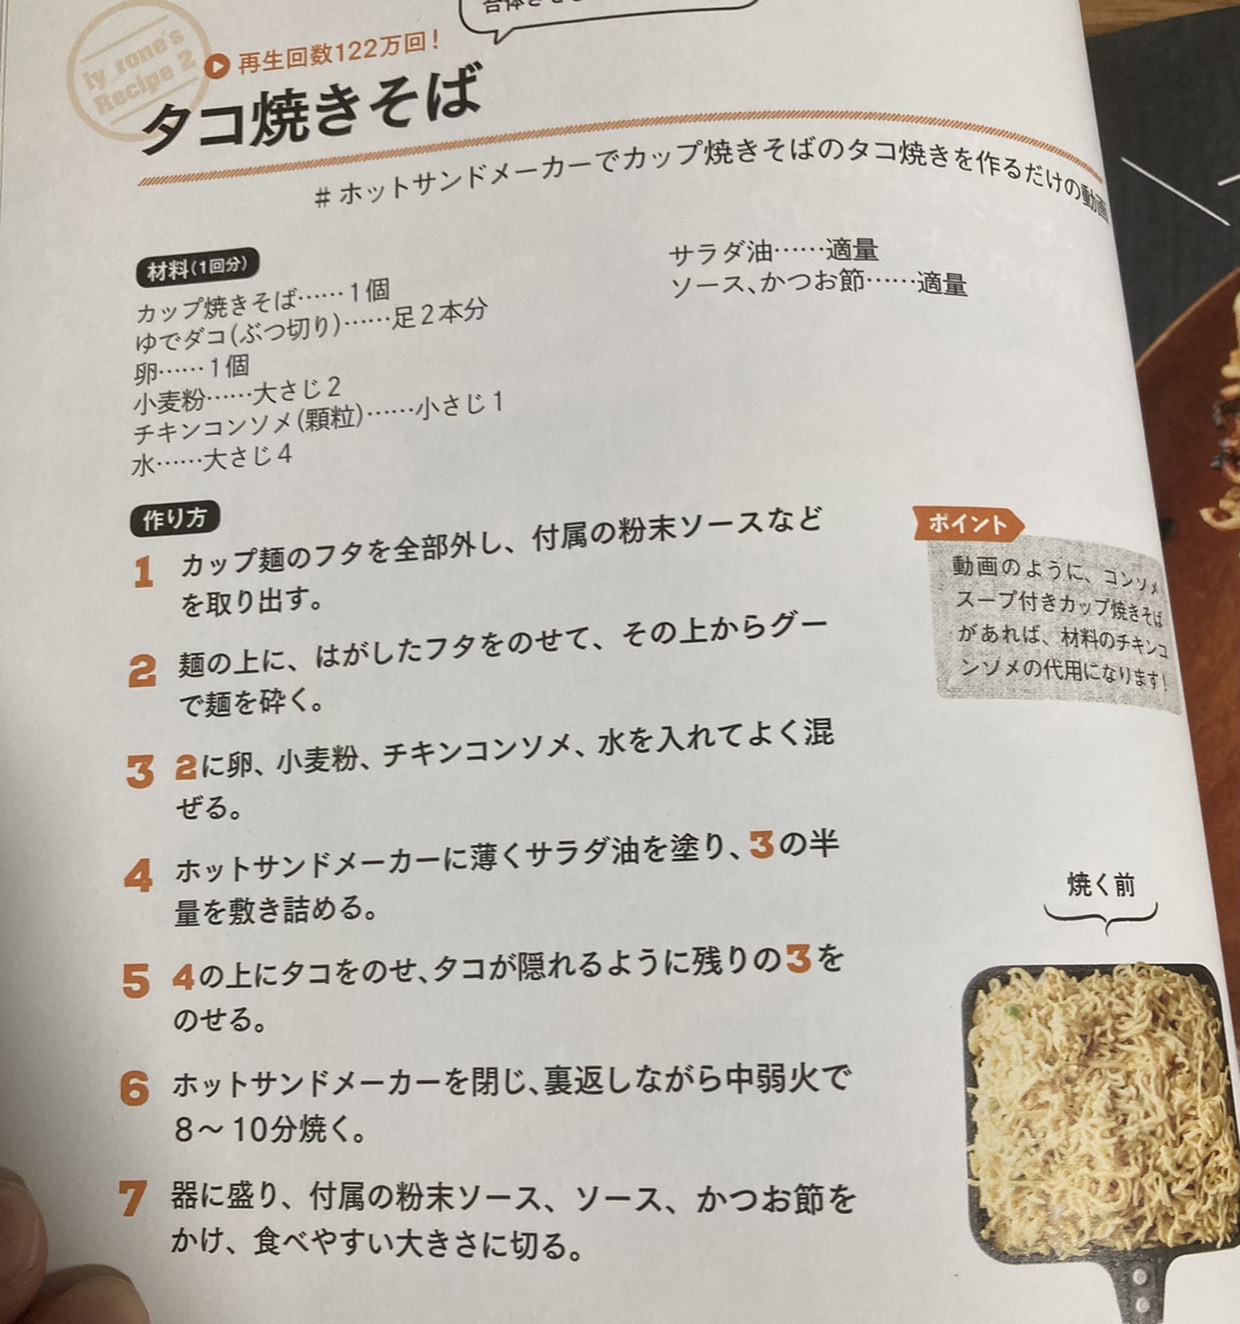 ly_rone's
Recipe 2
再生回数122万回！
タコ焼きそば
＃ホットサンドメーカーでカップ焼きそばのタコ焼きを作るだけの動画
材料(1回分)
カップ焼きそば……1個
ゆでダコ(ぶつ切り)……足2本分
卵……1個
小麦粉……大さじ2
チキンコンソメ(顆粒)……小さじ1
水……大さじ4
サラダ油……適量
ソース、かつお節……適量
作り方
1 カップ麺のフタを全部外し、付属の粉末ソースなど
を取り出す。
2 麺の上に、はがしたフタをのせて、その上からグー
で麺を砕く。
3 2に卵、小麦粉、チキンコンソメ、水を入れてよく混
ぜる。
4 ホットサンドメーカーに薄くサラダ油を塗り、3の半
量を敷き詰める。
5 4の上にタコをのせ、タコが隠れるように残りの3を
のせる。
6 ホットサンドメーカーを閉じ、裏返しながら中弱火で
8〜10分焼く。
7 器に盛り、付属の粉末ソース、ソース、かつお節を
かけ、食べやすい大きさに切る。
ポイント
動画のように、コンソメ
スープ付きカップ焼きそば
があれば、材料のチキンコ
ンソメの代用になります！
焼く前